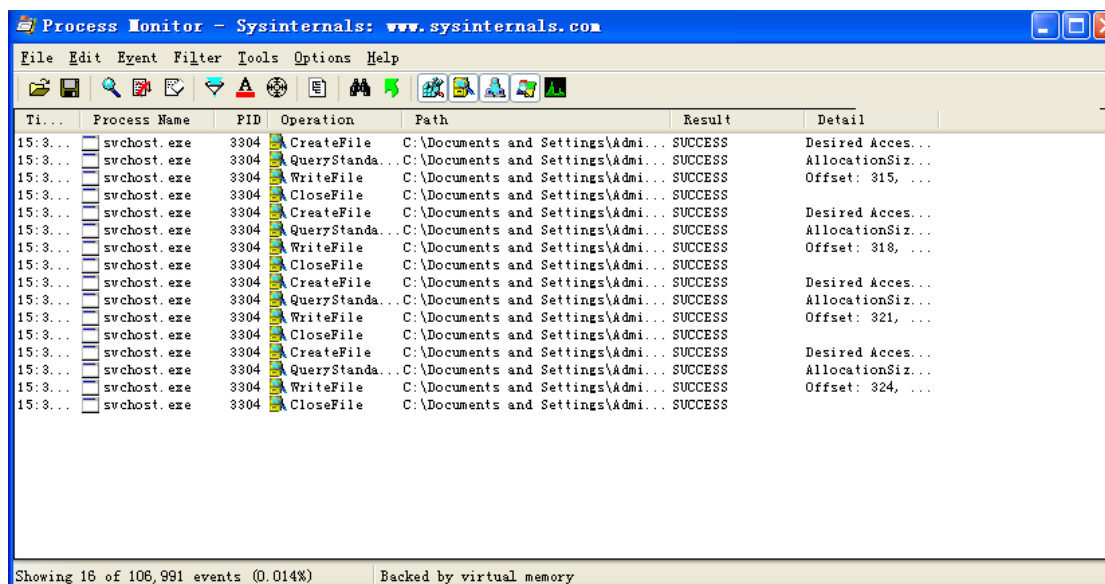 Process Monitor - Sysinternals: www.sysinternals.com
File Edit Event Filter Tools Options Help
Ti... Process Name PID Operation Path Result Detail
15:3... svchost.exe 3304 CreateFile C:\Documents and Settings\Admi... SUCCESS Desired Acces...
15:3... svchost.exe 3304 QueryStanda... C:\Documents and Settings\Admi... SUCCESS AllocationSiz...
15:3... svchost.exe 3304 WriteFile C:\Documents and Settings\Admi... SUCCESS Offset: 315, ...
15:3... svchost.exe 3304 CloseFile C:\Documents and Settings\Admi... SUCCESS
15:3... svchost.exe 3304 CreateFile C:\Documents and Settings\Admi... SUCCESS Desired Acces...
15:3... svchost.exe 3304 QueryStanda... C:\Documents and Settings\Admi... SUCCESS AllocationSiz...
15:3... svchost.exe 3304 WriteFile C:\Documents and Settings\Admi... SUCCESS Offset: 318, ...
15:3... svchost.exe 3304 CloseFile C:\Documents and Settings\Admi... SUCCESS
15:3... svchost.exe 3304 CreateFile C:\Documents and Settings\Admi... SUCCESS Desired Acces...
15:3... svchost.exe 3304 QueryStanda... C:\Documents and Settings\Admi... SUCCESS AllocationSiz...
15:3... svchost.exe 3304 WriteFile C:\Documents and Settings\Admi... SUCCESS Offset: 321, ...
15:3... svchost.exe 3304 CloseFile C:\Documents and Settings\Admi... SUCCESS
15:3... svchost.exe 3304 CreateFile C:\Documents and Settings\Admi... SUCCESS Desired Acces...
15:3... svchost.exe 3304 QueryStanda... C:\Documents and Settings\Admi... SUCCESS AllocationSiz...
15:3... svchost.exe 3304 WriteFile C:\Documents and Settings\Admi... SUCCESS Offset: 324, ...
15:3... svchost.exe 3304 CloseFile C:\Documents and Settings\Admi... SUCCESS
Showing 16 of 106,991 events (0.014%) Backed by virtual memory